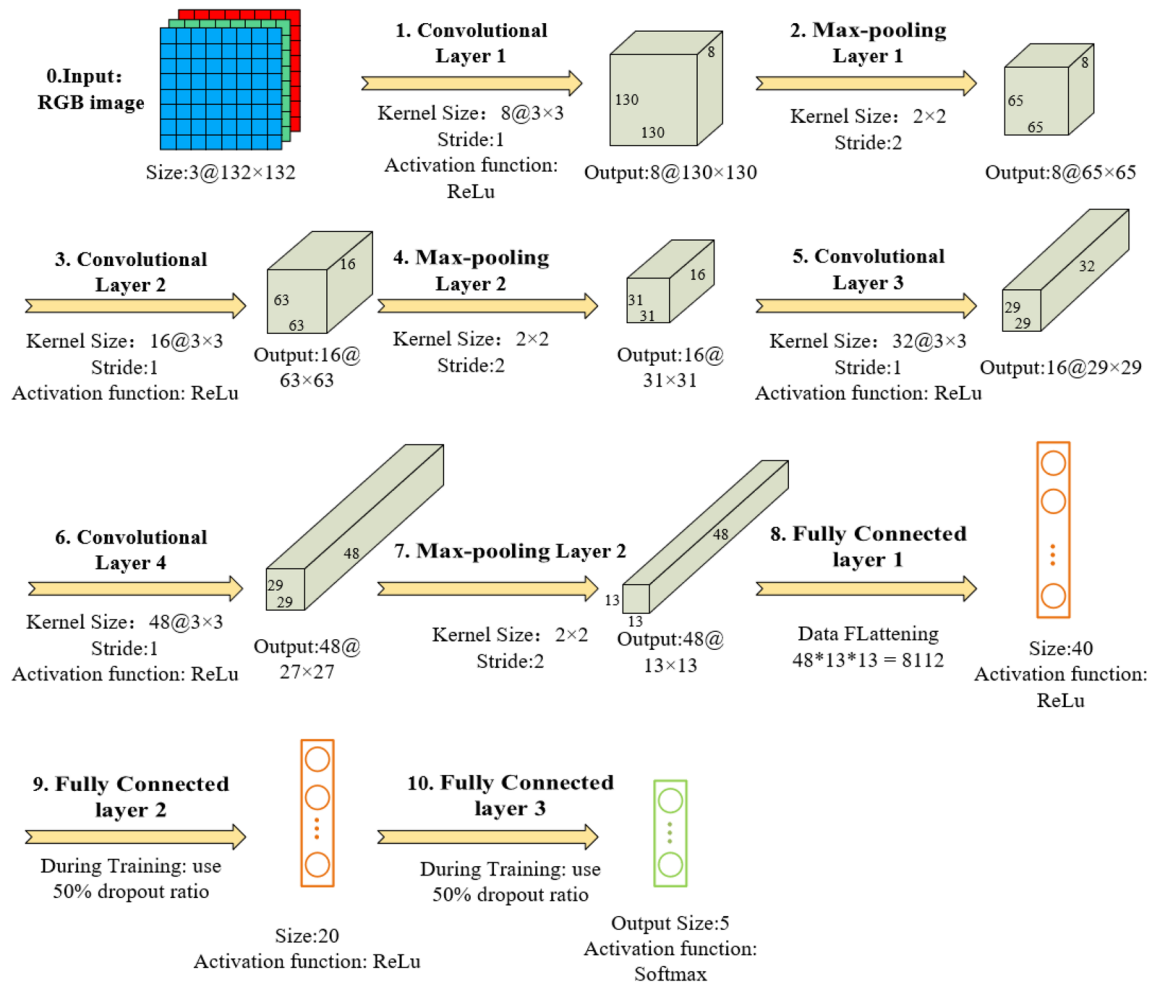 0.Input:
RGB image
Size:3@132×132
1. Convolutional
Layer 1
Kernel Size: 8@3×3
Stride:1
Activation function:
ReLu
8
130
130
Output:8@130×130
2. Max-pooling
Layer 1
Kernel Size: 2×2
Stride:2
8
65
65
Output:8@65×65
3. Convolutional
Layer 2
Kernel Size: 16@3×3
Stride:1
Activation function: ReLu
16
63
63
Output:16@
63×63
4. Max-pooling
Layer 2
Kernel Size: 2×2
Stride:2
16
31
31
Output:16@
31×31
5. Convolutional
Layer 3
Kernel Size: 32@3×3
Stride:1
Activation function: ReLu
32
29
29
Output:16@29×29
6. Convolutional
Layer 4
Kernel Size: 48@3×3
Stride:1
Activation function: ReLu
48
29
29
Output:48@
27×27
7. Max-pooling Layer 2
Kernel Size: 2×2
Stride:2
48
13
13
Output:48@
13×13
8. Fully Connected
layer 1
Data FLattening
48*13*13 = 8112
Size:40
Activation function:
ReLu
9. Fully Connected
layer 2
During Training: use
50% dropout ratio
Size:20
Activation function: ReLu
10. Fully Connected
layer 3
During Training: use
50% dropout ratio
Output Size:5
Activation function:
Softmax